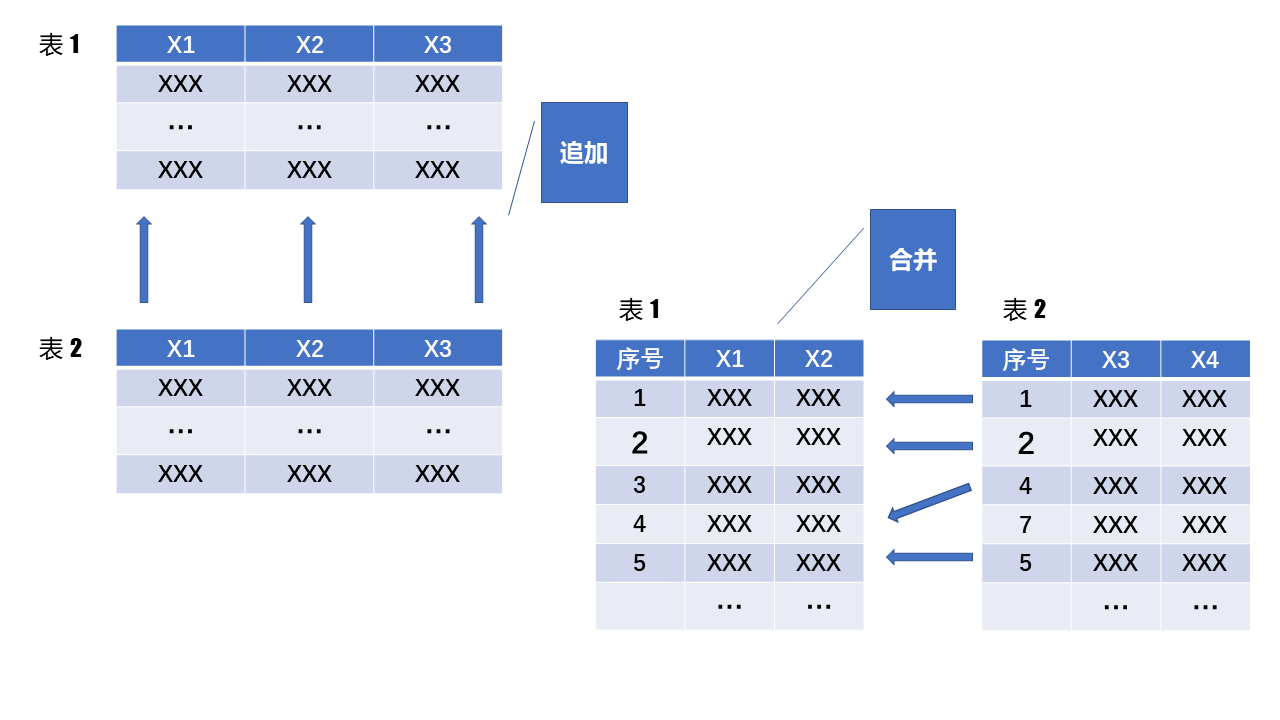 表 1
X1 X2 X3
XXX XXX XXX
... ... ...
XXX XXX XXX
追加
表 2
X1 X2 X3
XXX XXX XXX
... ... ...
XXX XXX XXX
合并
表 1
序号 X1 X2
1 XXX XXX
2 XXX XXX
3 XXX XXX
4 XXX XXX
5 XXX XXX
... ...
表 2
序号 X3 X4
1 XXX XXX
2 XXX XXX
4 XXX XXX
7 XXX XXX
5 XXX XXX
... ...